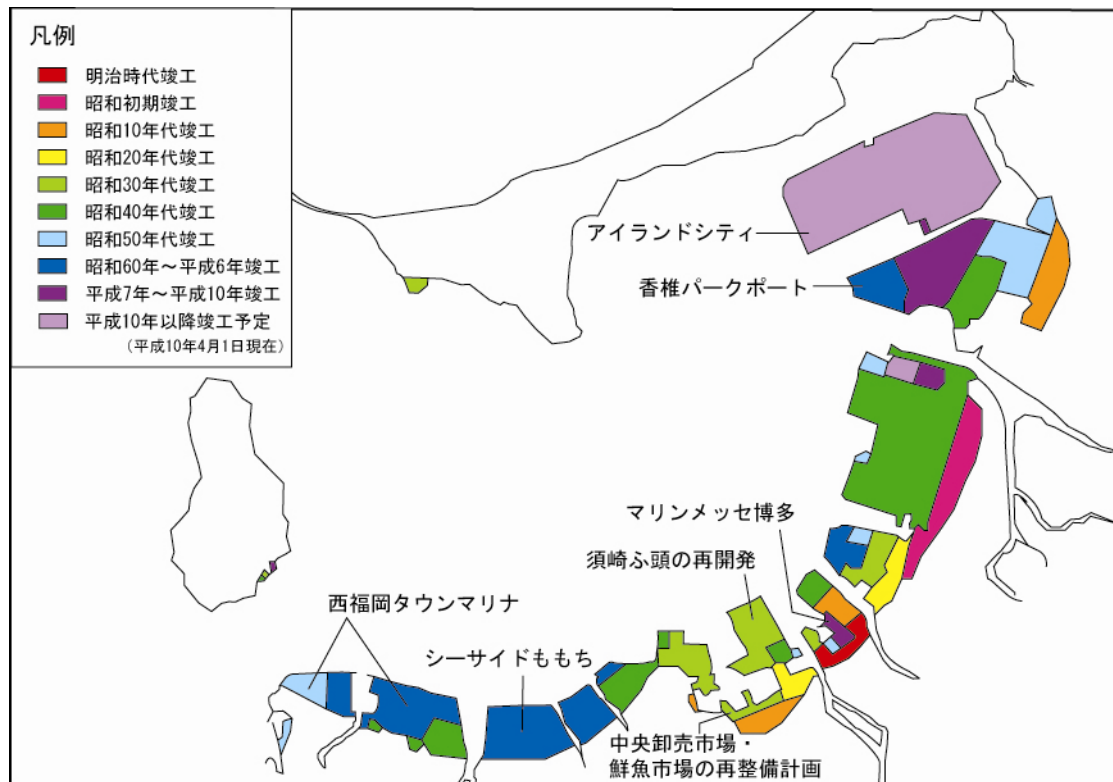 凡例
明治時代竣工
昭和初期竣工
昭和10年代竣工
昭和20年代竣工
昭和30年代竣工
昭和40年代竣工
昭和50年代竣工
昭和60年～平成6年竣工
平成7年～平成10年竣工
平成10年以降竣工予定
（平成10年4月1日現在）
アイランドシティ
香椎パークポート
マリンメッセ博多
須崎ふ頭の再開発
西福岡タウンマリナ
シーサイドももち
中央卸売市場・
鮮魚市場の再整備計画